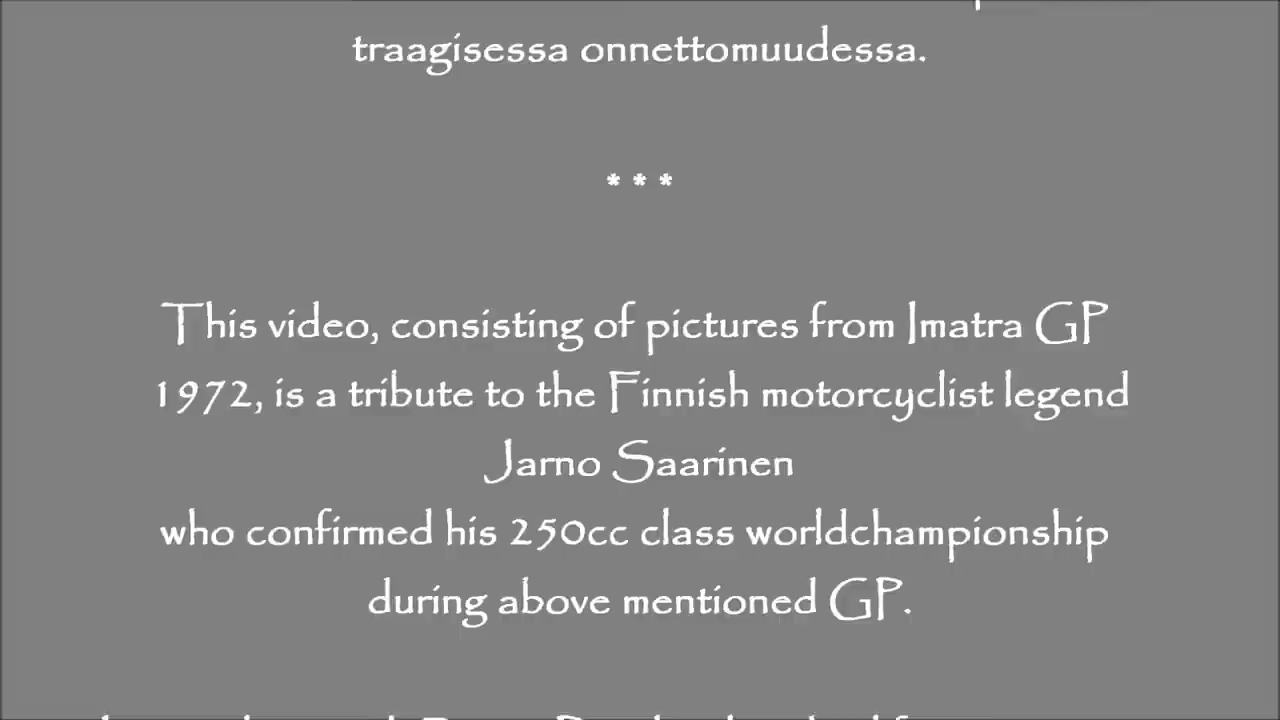 traagisessa onnettomuudessa.
* * *
This video, consisting of pictures from Imatra GP
1972, is a tribute to the Finnish motorcyclist legend
Jarno Saarinen
who confirmed his 250cc class worldchampionship
during above mentioned GP.